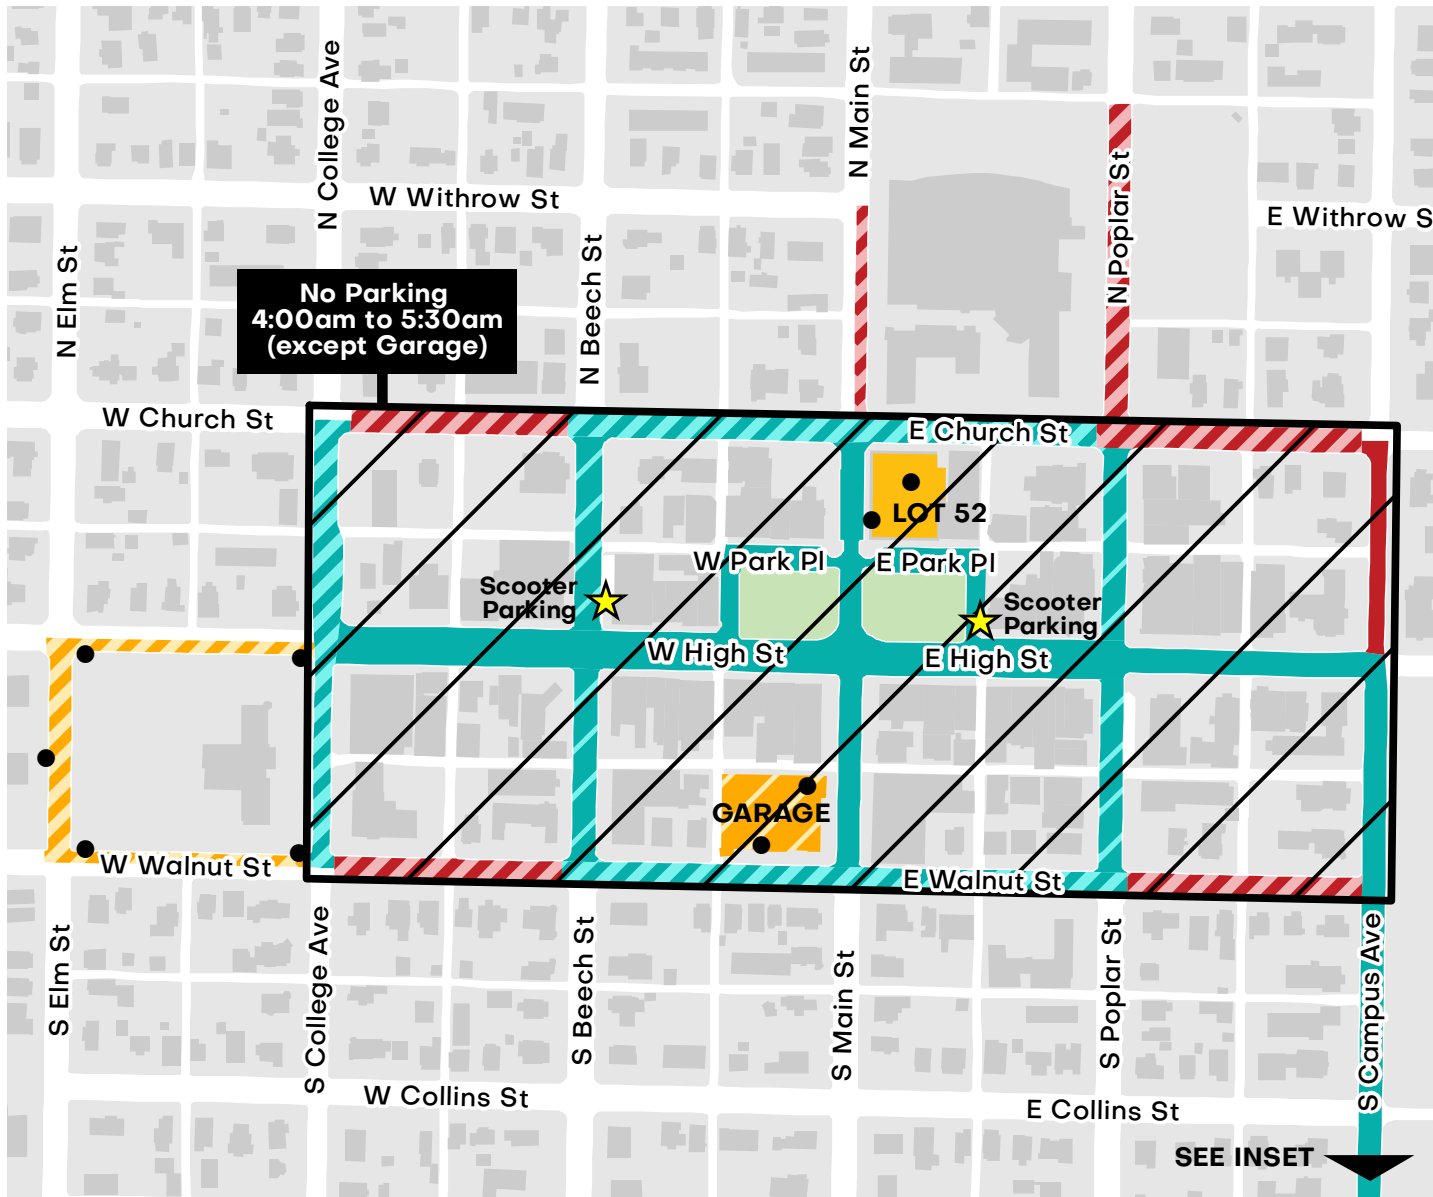 N College Ave
N Main St
N Poplar St
W Withrow St
E Withrow S
N Elm St
N Beech St
No Parking
4:00am to 5:30am
(except Garage)
W Church St
E Church St
LOT 52
W Park Pl
E Park Pl
Scooter
Parking
Scooter
Parking
W High St
E High St
GARAGE
W Walnut St
E Walnut St
S Elm St
S College Ave
S Beech St
S Main St
S Poplar St
S Campus Ave
W Collins St
E Collins St
SEE INSET